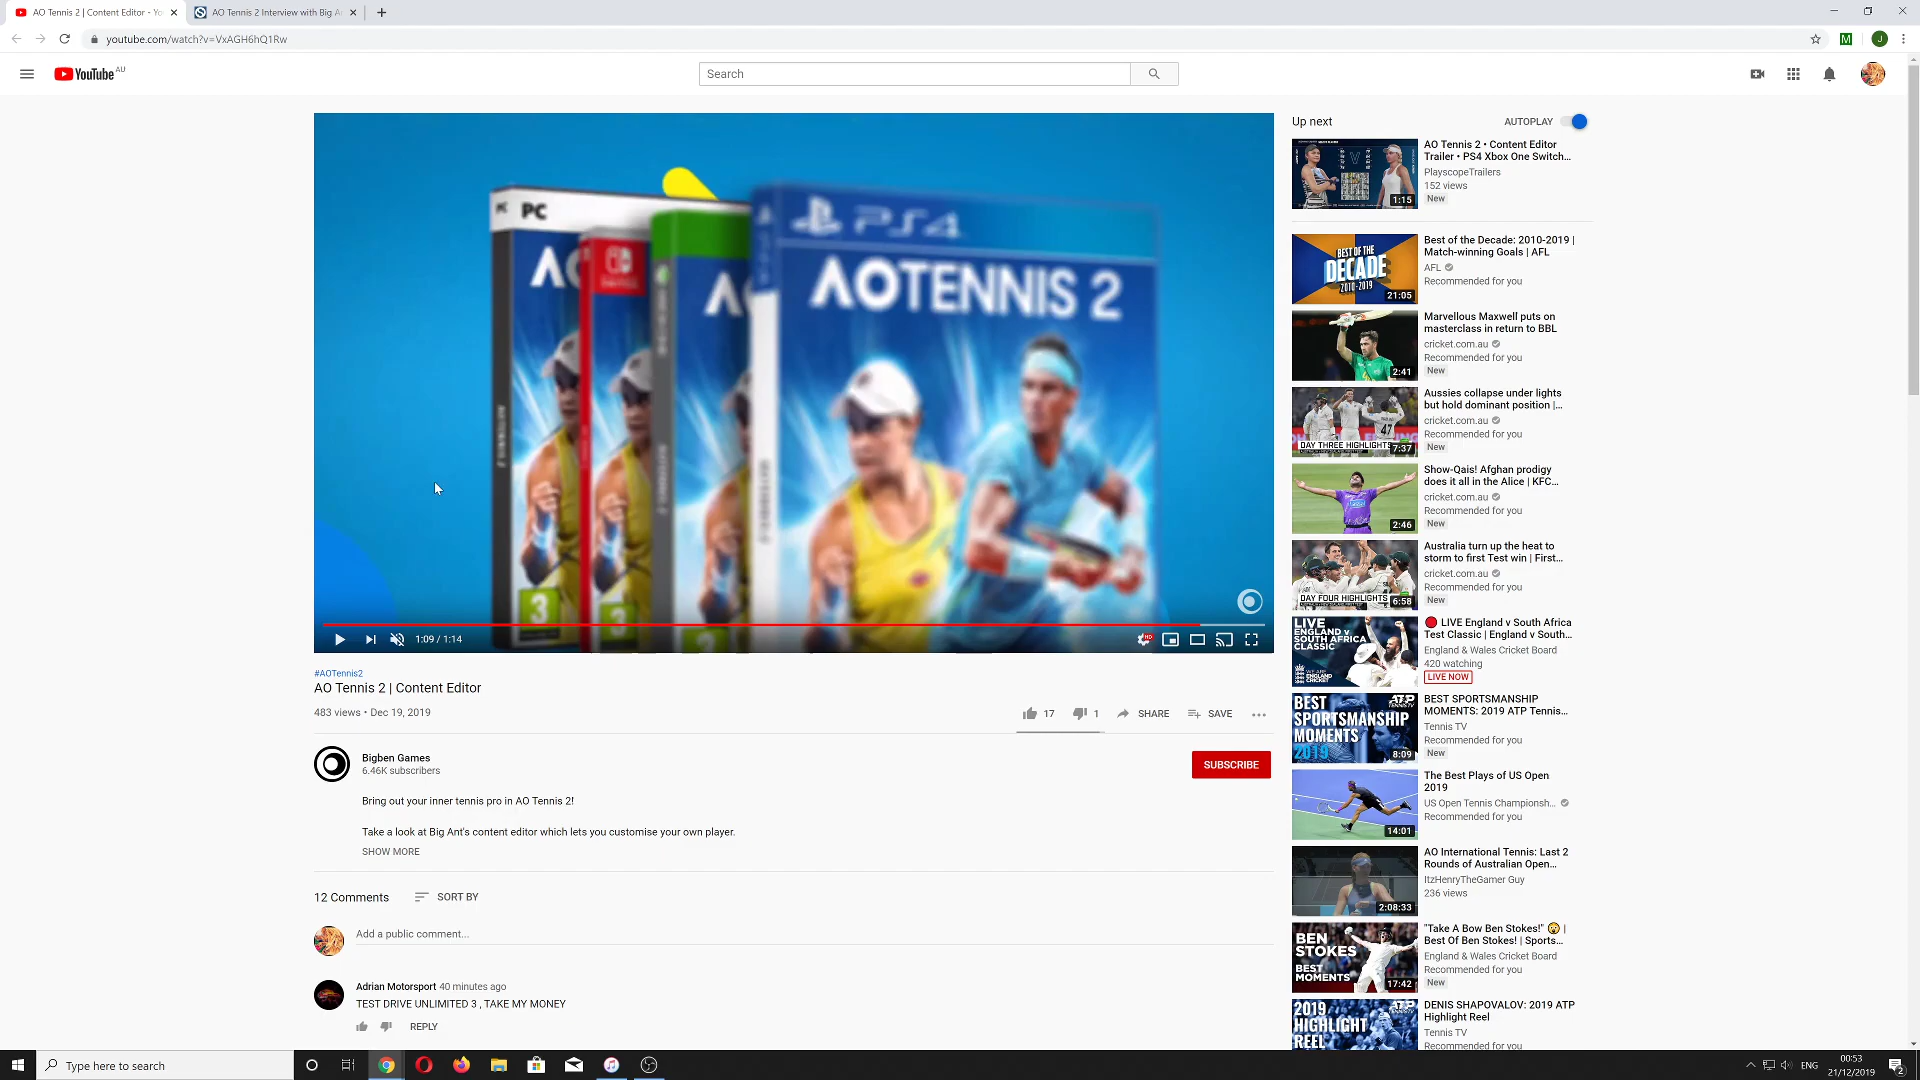 AO Tennis 2 | Content Editor - Yo
AO Tennis 2 Interview with Big A
youtube.com/watch?v=VxAGH6hQ1Rw
M
J
YouTube AU
Search
PC
PS4
AO TENNIS 2
3
3
1:09 / 1:14
HD
#AOTennis2
AO Tennis 2 | Content Editor
483 views • Dec 19, 2019
17
1
SHARE
SAVE
Bigben Games
6.46K subscribers
SUBSCRIBE
Bring out your inner tennis pro in AO Tennis 2!
Take a look at Big Ant's content editor which lets you customise your own player.
SHOW MORE
12 Comments
SORT BY
Add a public comment...
Adrian Motorsport 40 minutes ago
TEST DRIVE UNLIMITED 3 , TAKE MY MONEY
REPLY
Up next
AUTOPLAY
1:15
AO Tennis 2 • Content Editor
Trailer • PS4 Xbox One Switch...
PlayscopeTrailers
152 views
New
BEST OF THE
DECADE
2010-2019
21:05
Best of the Decade: 2010-2019 |
Match-winning Goals | AFL
AFL
Recommended for you
2:41
Marvellous Maxwell puts on
masterclass in return to BBL
cricket.com.au
Recommended for you
New
47
DAY THREE HIGHLIGHTS
7:37
Aussies collapse under lights
but hold dominant position |...
cricket.com.au
Recommended for you
New
2:46
Show-Qais! Afghan prodigy
does it all in the Alice | KFC...
cricket.com.au
Recommended for you
New
DAY FOUR HIGHLIGHTS
6:58
Australia turn up the heat to
storm to first Test win | First...
cricket.com.au
Recommended for you
New
LIVE
ENGLAND v
SOUTH AFRICA
CLASSIC
WE ARE
ENGLAND
CRICKET
LIVE England v South Africa
Test Classic | England v South...
England & Wales Cricket Board
420 watching
LIVE NOW
BEST
SPORTSMANSHIP
MOMENTS
2019
ATP
8:09
BEST SPORTSMANSHIP
MOMENTS: 2019 ATP Tennis...
Tennis TV
Recommended for you
New
14:01
The Best Plays of US Open
2019
US Open Tennis Championsh...
Recommended for you
2:08:33
AO International Tennis: Last 2
Rounds of Australian Open...
ItzHenryTheGamer Guy
236 views
BEN
STOKES
BEST
MOMENTS
17:42
"Take A Bow Ben Stokes!" 😲 |
Best Of Ben Stokes! | Sports...
England & Wales Cricket Board
Recommended for you
New
2019
HIGHLIGHT
REEL
ATP
DENIS SHAPOVALOV: 2019 ATP
Highlight Reel
Tennis TV
Recommended for you
Type here to search
ENG
00:53
21/12/2019
2